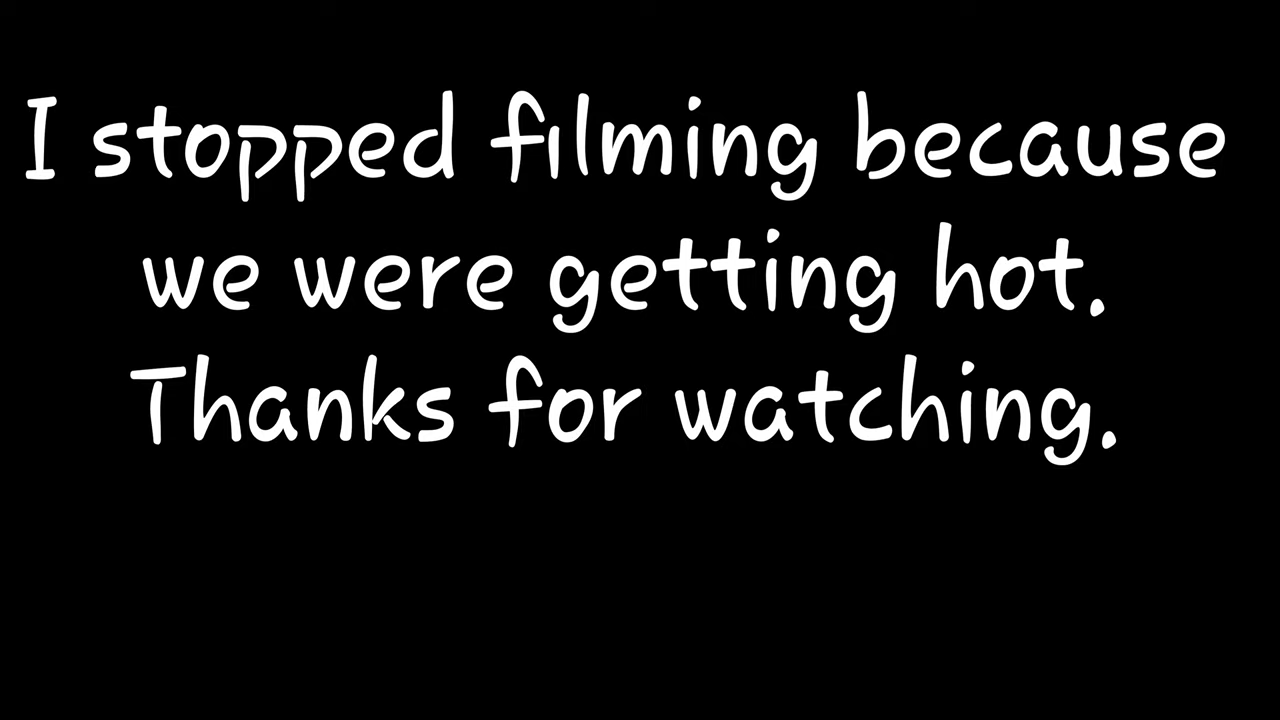 I stopped filming because
we were getting hot.
Thanks for watching.